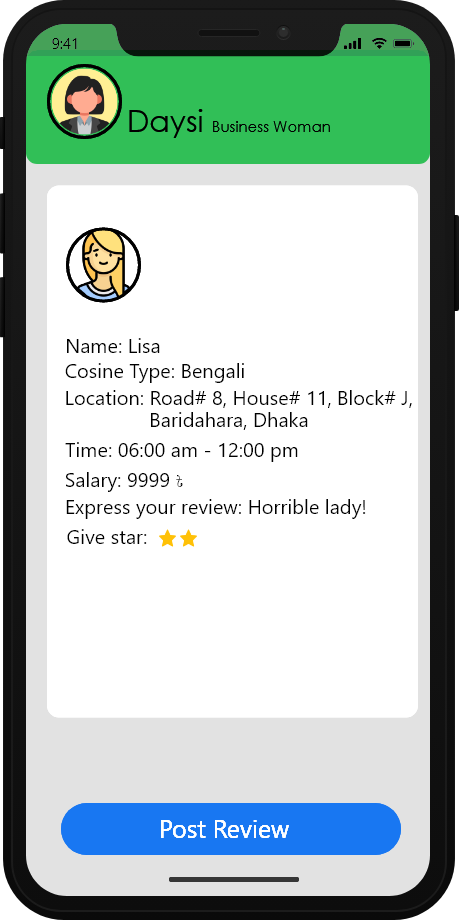 9:41
Daysi Business Woman
Name: Lisa
Cosine Type: Bengali
Location: Road# 8, House# 11, Block# J,
Baridahara, Dhaka
Time: 06:00 am - 12:00 pm
Salary: 9999 ৳
Express your review: Horrible lady!
Give star:
Post Review